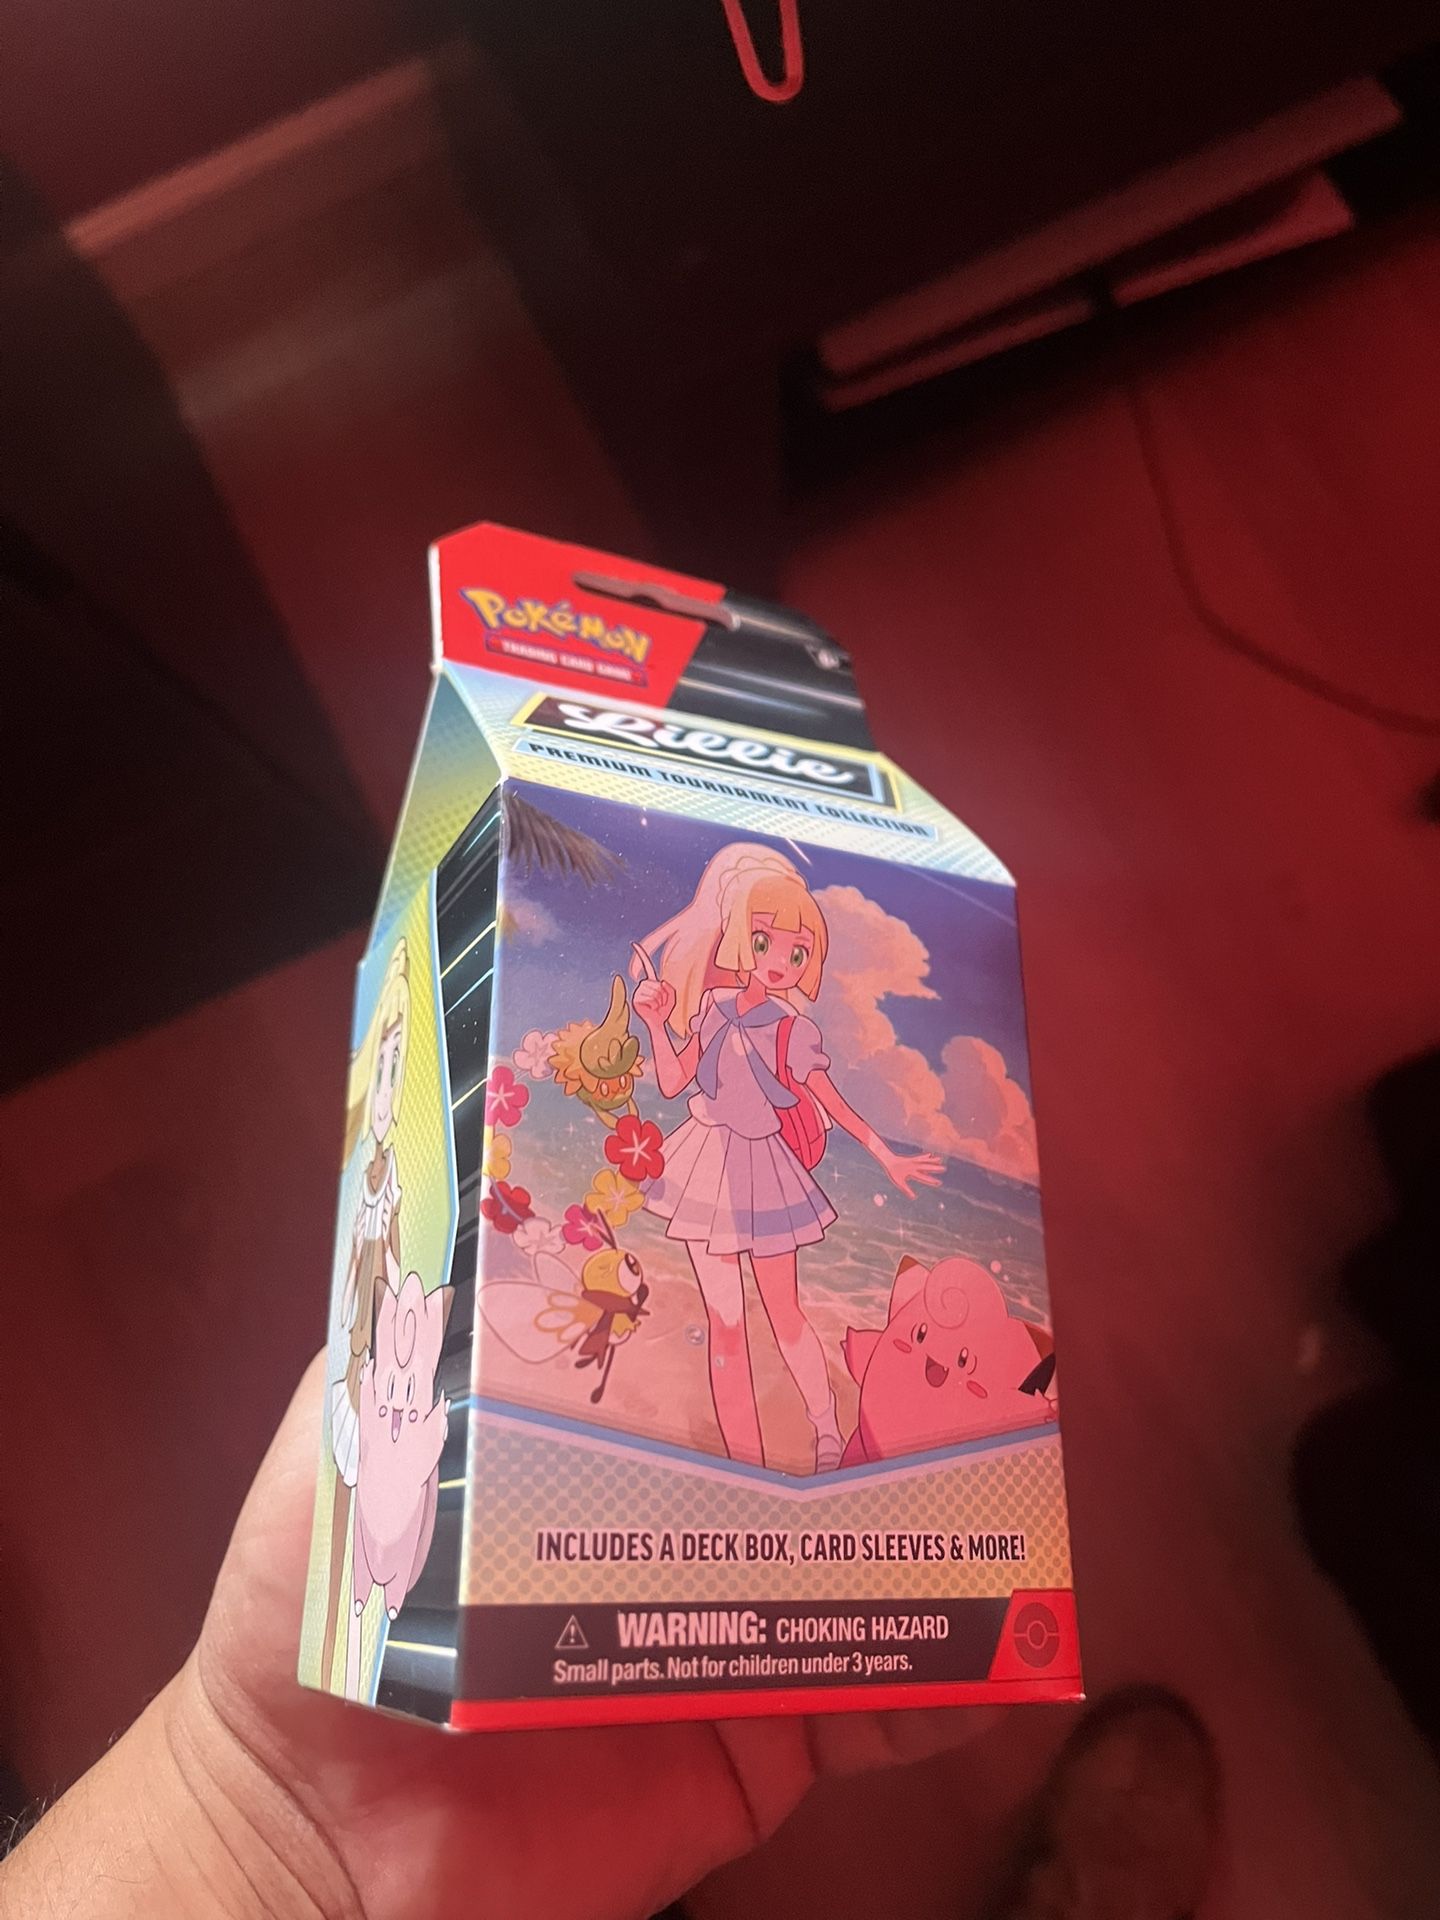 POKéMON
TRADING CARD GAME
Lillie
PREMIUM TOURNAMENT COLLECTION
INCLUDES A DECK BOX, CARD SLEEVES & MORE!
WARNING: CHOKING HAZARD
Small parts. Not for children under 3 years.